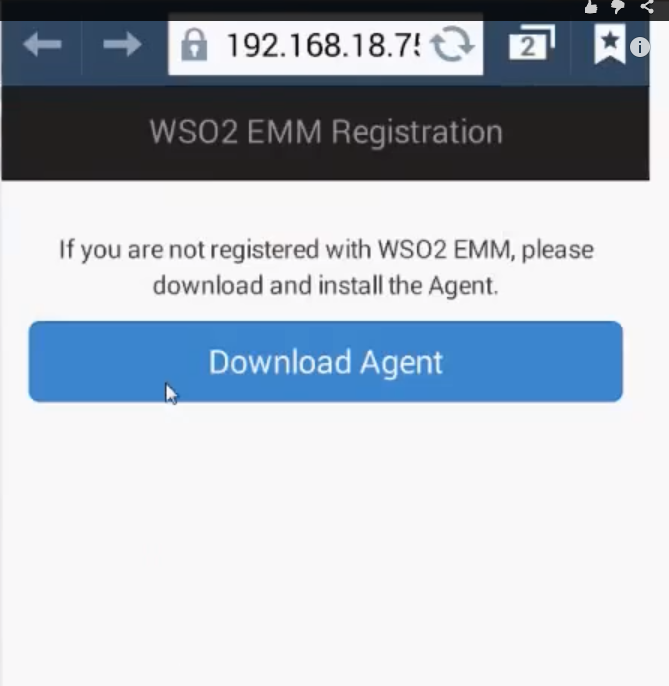 192.168.18.7
2
WSO2 EMM Registration
If you are not registered with WSO2 EMM, please
download and install the Agent.
Download Agent